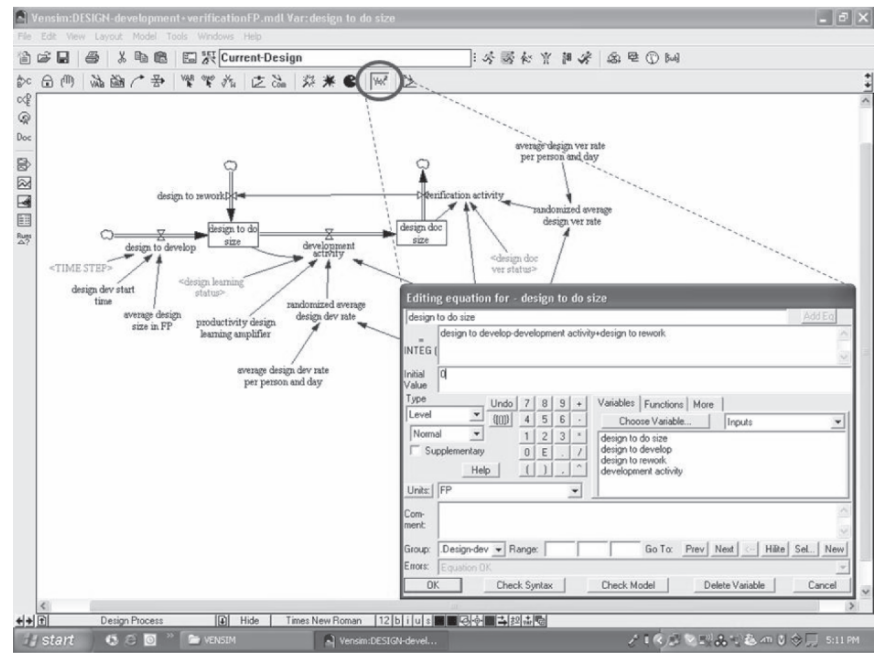 Vensim:DESIGN-development+verificationFP.mdl Var:design to do size
File Edit View Layout Model Tools Windows Help
SET Current-Design
VAB
Com
Doc
average design ver rate
per person and day
design to rework
verification activity
randomized average
design ver rate
design to do
size
design doc
size
design to develop
development
activity
<design doc
ver status>
<TIME STEP>
<design learning
status>
design dev start
time
average design
size in FP
productivity design
learning amplifier
randomized average
design dev rate
average design dev rate
per person and day
Editing equation for - design to do size
design to do size Add Eq
= design to develop-development activity+design to rework
INTEG (
Initial
Value 0
Type Undo 7 8 9 + Variables Functions More
Level {[()]} 4 5 6 - Choose Variable... Inputs
Normal 1 2 3 * design to do size
Supplementary 0 E . / design to develop
Help ( ) , ^ design to rework
development activity
Units: FP
Com-
ment:
Group: .Design-dev Range: Go To: Prev Next <- Hilite Sel... New
Errors: Equation OK
OK Check Syntax Check Model Delete Variable Cancel
Design Process Hide Times New Roman 12 b i u s
start VENSIM Vensim:DESIGN-devel... 5:11 PM